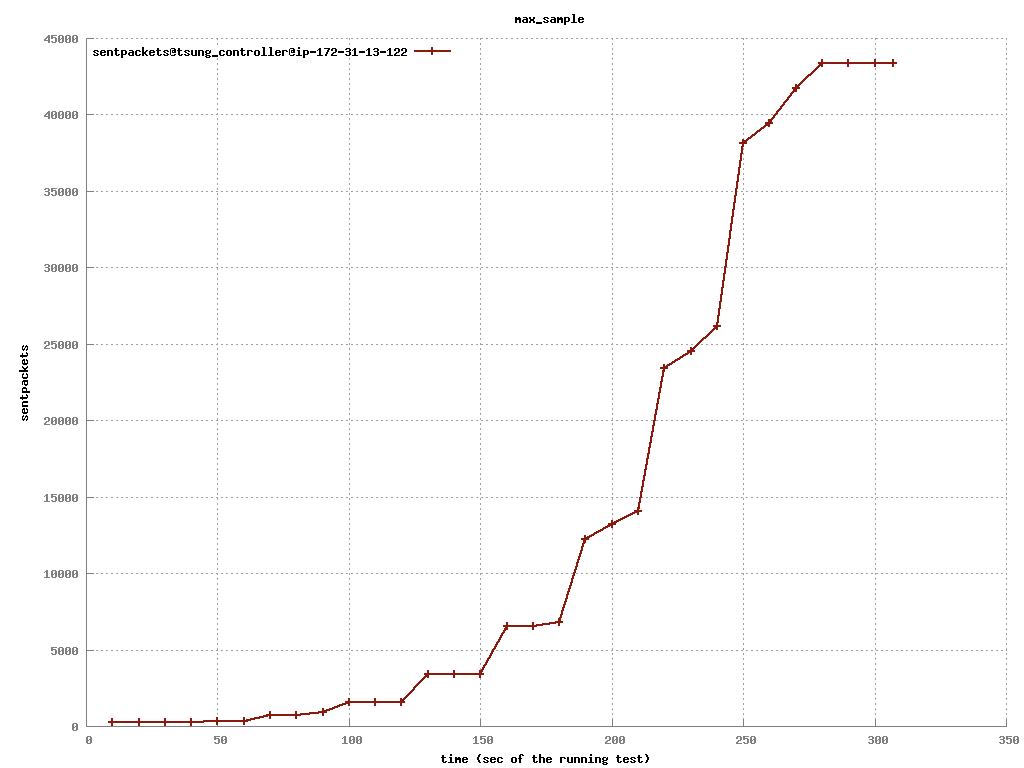 max_sample
sentpackets@tsung_controller@ip-172-31-13-122
45000
40000
35000
30000
25000
20000
15000
10000
5000
0
sentpackets
0 50 100 150 200 250 300 350
time (sec of the running test)